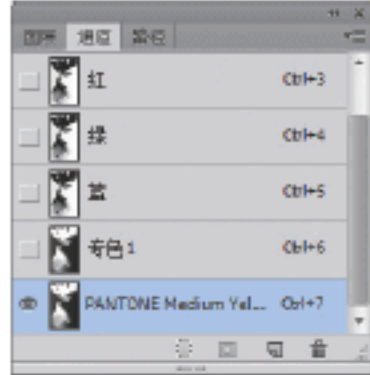 图层 通道 路径
红 Ctrl+3
绿 Ctrl+4
蓝 Ctrl+5
专色 1 Ctrl+6
PANTONE Medium Yel... Ctrl+7